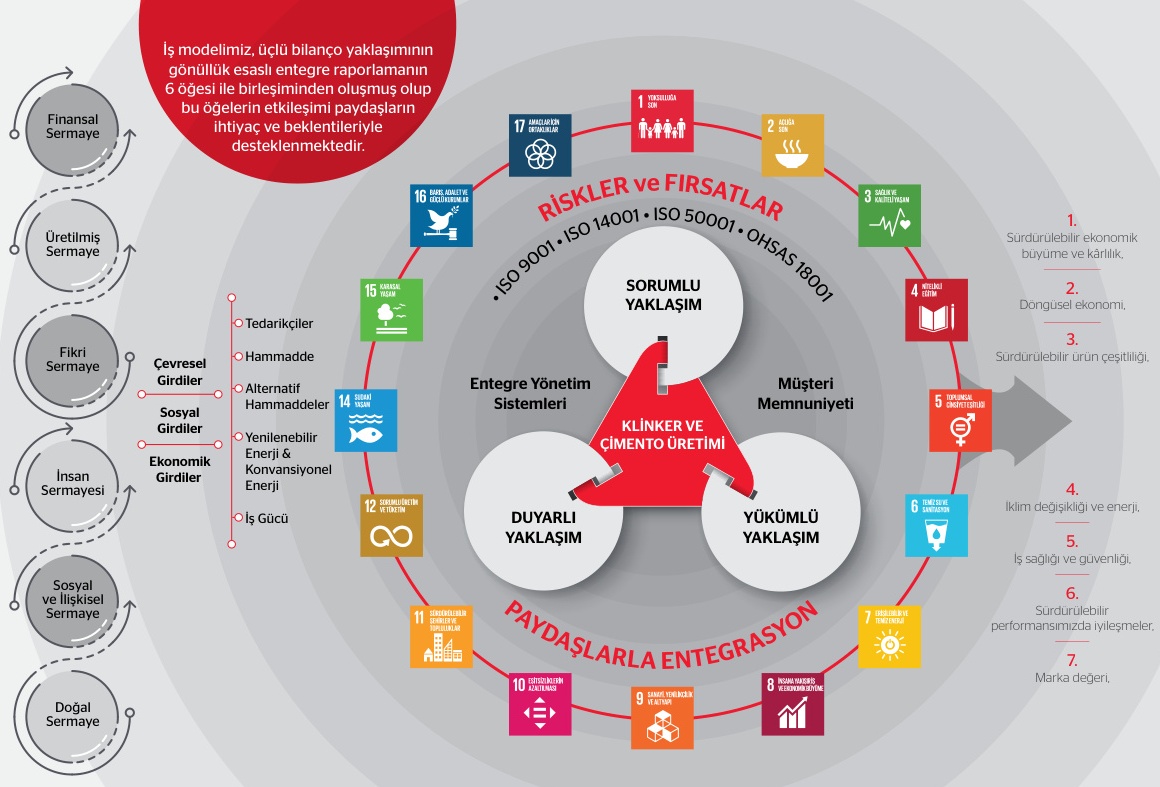 İş modelimiz, üçlü bilanço yaklaşımının
gönüllük esaslı entegre raporlamanın
6 öğesi ile birleşiminden oluşmuş olup
bu öğelerin etkileşimi paydaşların
ihtiyaç ve beklentileriyle
desteklenmektedir.
Finansal
Sermaye
Üretilmiş
Sermaye
Fikri
Sermaye
İnsan
Sermayesi
Sosyal
ve İlişkisel
Sermaye
Doğal
Sermaye
Çevresel
Girdiler
Sosyal
Girdiler
Ekonomik
Girdiler
Tedarikçiler
Hammadde
Alternatif
Hammaddeler
Yenilenebilir
Enerji &
Konvansiyonel
Enerji
İş Gücü
RİSKLER ve FIRSATLAR
• ISO 9001 • ISO 14001 • ISO 50001 • OHSAS 18001
SORUMLU
YAKLAŞIM
Entegre Yönetim
Sistemleri
Müşteri
Memnuniyeti
KLİNKER VE
ÇİMENTO ÜRETİMİ
DUYARLI
YAKLAŞIM
YÜKÜMLÜ
YAKLAŞIM
PAYDAŞLARLA ENTEGRASYON
1 YOKSULLUĞA
SON
2 AÇLIĞA
SON
3 SAĞLIK VE
KALİTELİ YAŞAM
4 NİTELİKLİ
EĞİTİM
5 TOPLUMSAL
CİNSİYET EŞİTLİĞİ
6 TEMİZ SU VE
SANİTASYON
7 ERİŞİLEBİLİR VE
TEMİZ ENERJİ
8 İNSANA YAKIŞIR İŞ
VE EKONOMİK BÜYÜME
9 SANAYİ, YENİLİKÇİLİK
VE ALTYAPI
10 EŞİTSİZLİKLERİN
AZALTILMASI
11 SÜRDÜRÜLEBİLİR
ŞEHİRLER VE
TOPLULUKLAR
12 SORUMLU ÜRETİM
VE TÜKETİM
14 SUDAKİ
YAŞAM
15 KARASAL
YAŞAM
16 BARIŞ, ADALET VE
GÜÇLÜ KURUMLAR
17 AMAÇLAR İÇİN
ORTAKLIKLAR
1.
Sürdürülebilir ekonomik
büyüme ve kârlılık,
2.
Döngüsel ekonomi,
3.
Sürdürülebilir ürün çeşitliliği,
4.
İklim değişikliği ve enerji,
5.
İş sağlığı ve güvenliği,
6.
Sürdürülebilir
performansımızda iyileşmeler,
7.
Marka değeri,